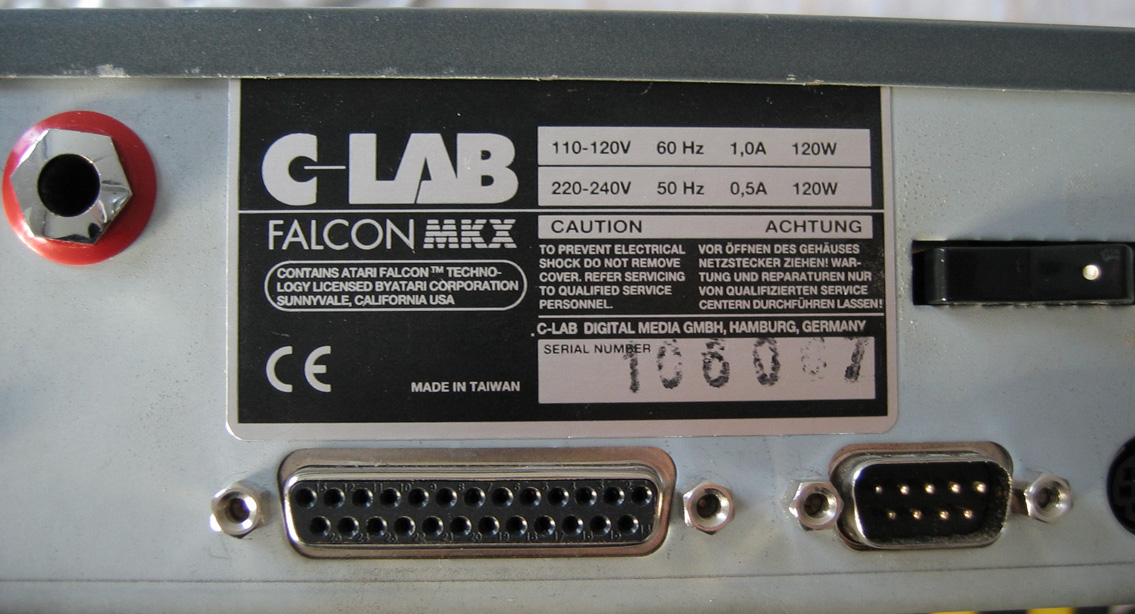 C-LAB
FALCON MKX
CONTAINS ATARI FALCON™ TECHNO-
LOGY LICENSED BYATARI CORPORATION
SUNNYVALE, CALIFORNIA USA
CE
MADE IN TAIWAN
110-120V 60 Hz 1,0A 120W
220-240V 50 Hz 0,5A 120W
CAUTION ACHTUNG
TO PREVENT ELECTRICAL
SHOCK DO NOT REMOVE
COVER. REFER SERVICING
TO QUALIFIED SERVICE
PERSONNEL.
VOR ÖFFNEN DES GEHÄUSES
NETZSTECKER ZIEHEN! WAR-
TUNG UND REPARATUREN NUR
VON QUALIFIZIERTEN SERVICE
CENTERN DURCHFÜHREN LASSEN!
C-LAB DIGITAL MEDIA GMBH, HAMBURG, GERMANY
SERIAL NUMBER